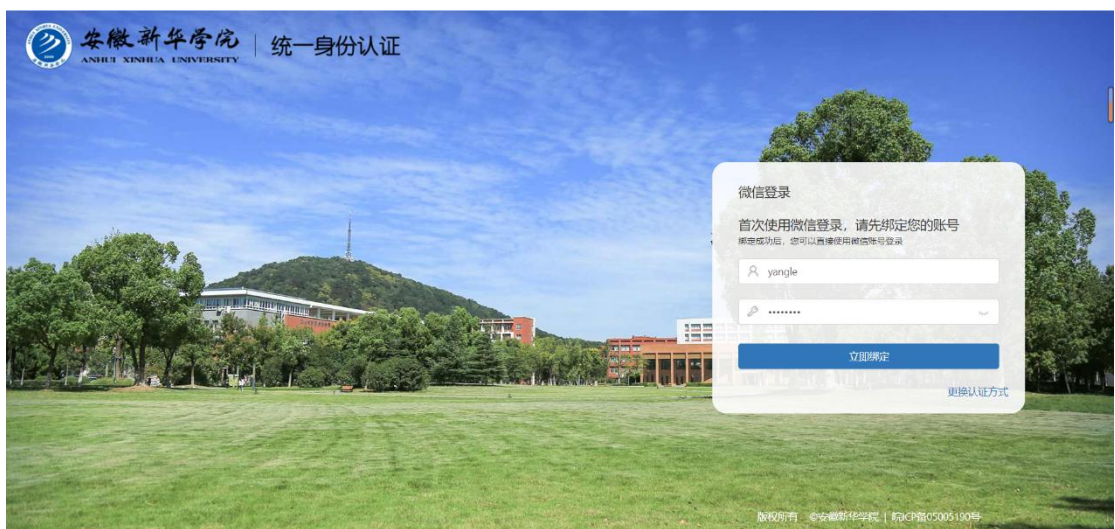 安徽新华学院 | 统一身份认证
ANHUI XINHUA UNIVERSITY
微信登录
首次使用微信登录，请先绑定您的账号
绑定成功后，您可以直接使用微信账号登录
yangle
••••••••
立即绑定
更换认证方式
版权所有 ©安徽新华学院 | 皖ICP备05005190号